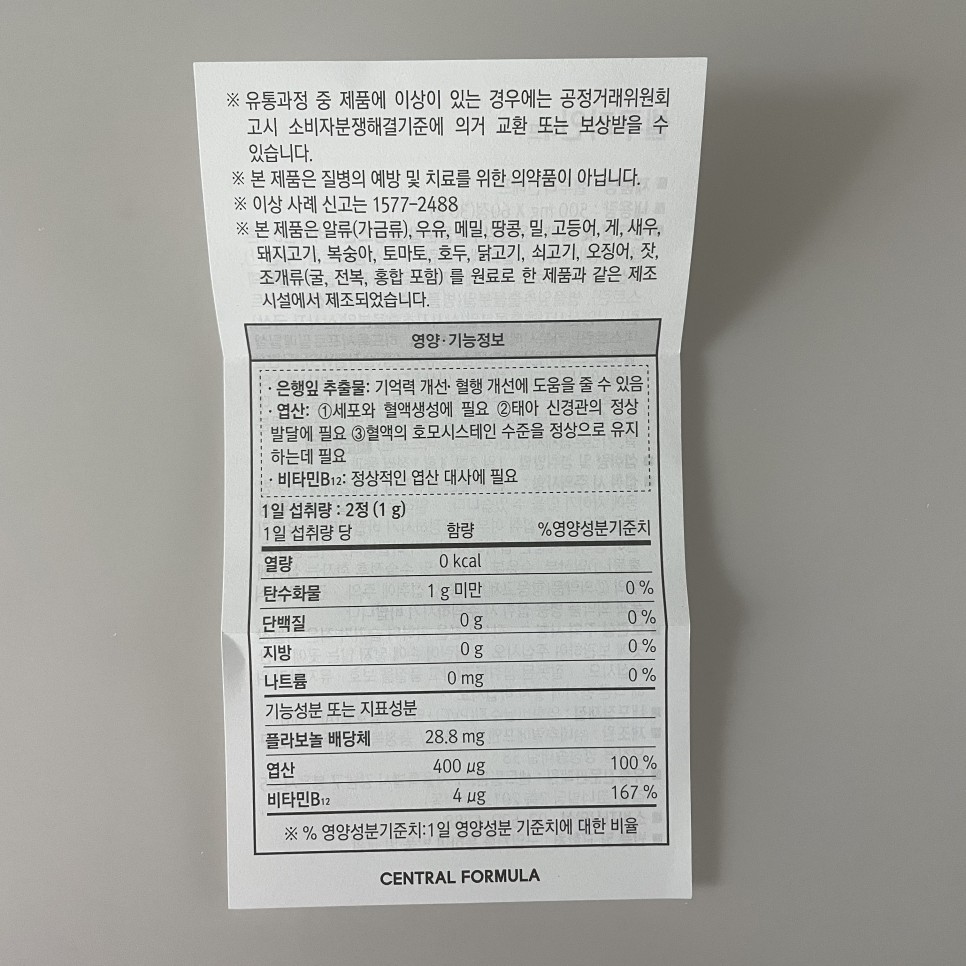 ※ 유통과정 중 제품에 이상이 있는 경우에는 공정거래위원회
고시 소비자분쟁해결기준에 의거 교환 또는 보상받을 수
있습니다.
※ 본 제품은 질병의 예방 및 치료를 위한 의약품이 아닙니다.
※ 이상 사례 신고는 1577-2488
※ 본 제품은 알류(가금류), 우유, 메밀, 땅콩, 밀, 고등어, 게, 새우,
돼지고기, 복숭아, 토마토, 호두, 닭고기, 쇠고기, 오징어, 잣,
조개류(굴, 전복, 홍합 포함) 를 원료로 한 제품과 같은 제조
시설에서 제조되었습니다.
영양·기능정보
· 은행잎 추출물: 기억력 개선· 혈행 개선에 도움을 줄 수 있음
· 엽산: ①세포와 혈액생성에 필요 ②태아 신경관의 정상
발달에 필요 ③혈액의 호모시스테인 수준을 정상으로 유지
하는데 필요
· 비타민B12: 정상적인 엽산 대사에 필요
1일 섭취량 : 2정 (1 g)
1일 섭취량 당 함량 %영양성분기준치
열량 0 kcal
탄수화물 1 g 미만 0 %
단백질 0 g 0 %
지방 0 g 0 %
나트륨 0 mg 0 %
기능성분 또는 지표성분
플라보놀 배당체 28.8 mg
엽산 400 μg 100 %
비타민B12 4 μg 167 %
※ % 영양성분기준치:1일 영양성분 기준치에 대한 비율
CENTRAL FORMULA